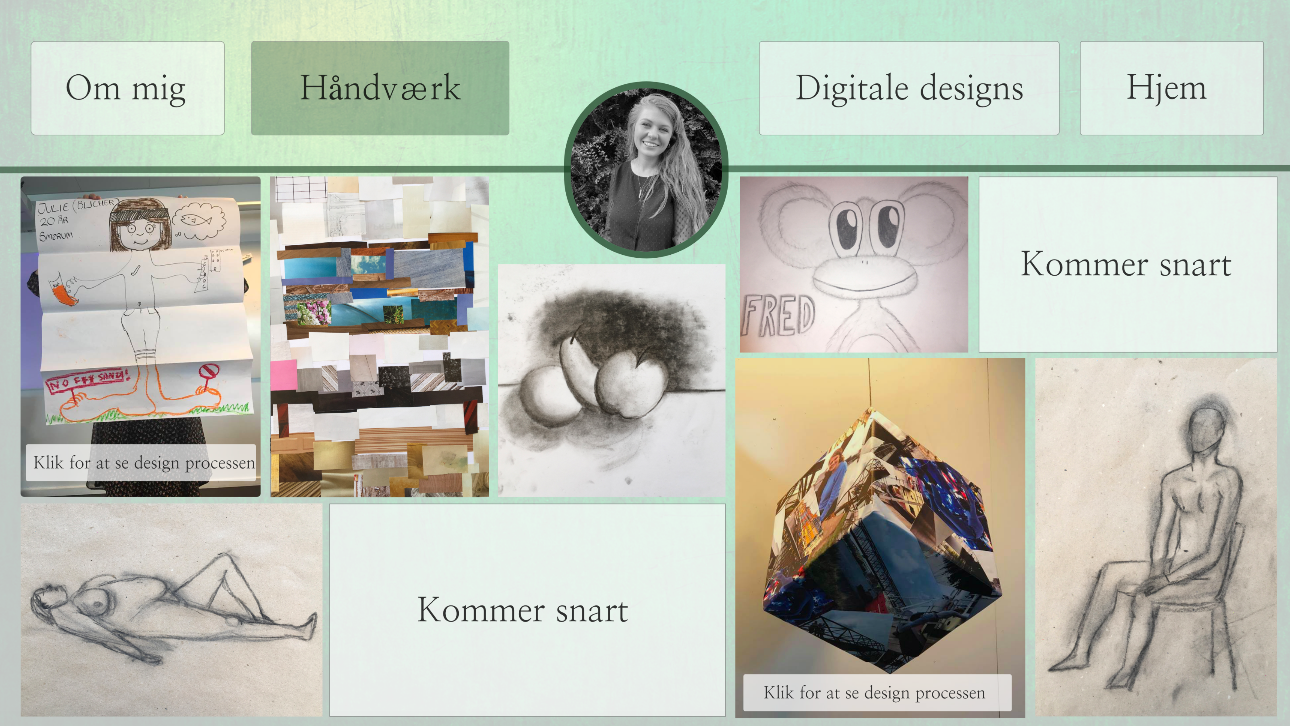 Om mig
Håndværk
Digitale designs
Hjem
JULIE (BLICHER)
20 ÅR
SMØRUM
NO FFF SAND!
Klik for at se design processen
FRED
Kommer snart
Kommer snart
Klik for at se design processen